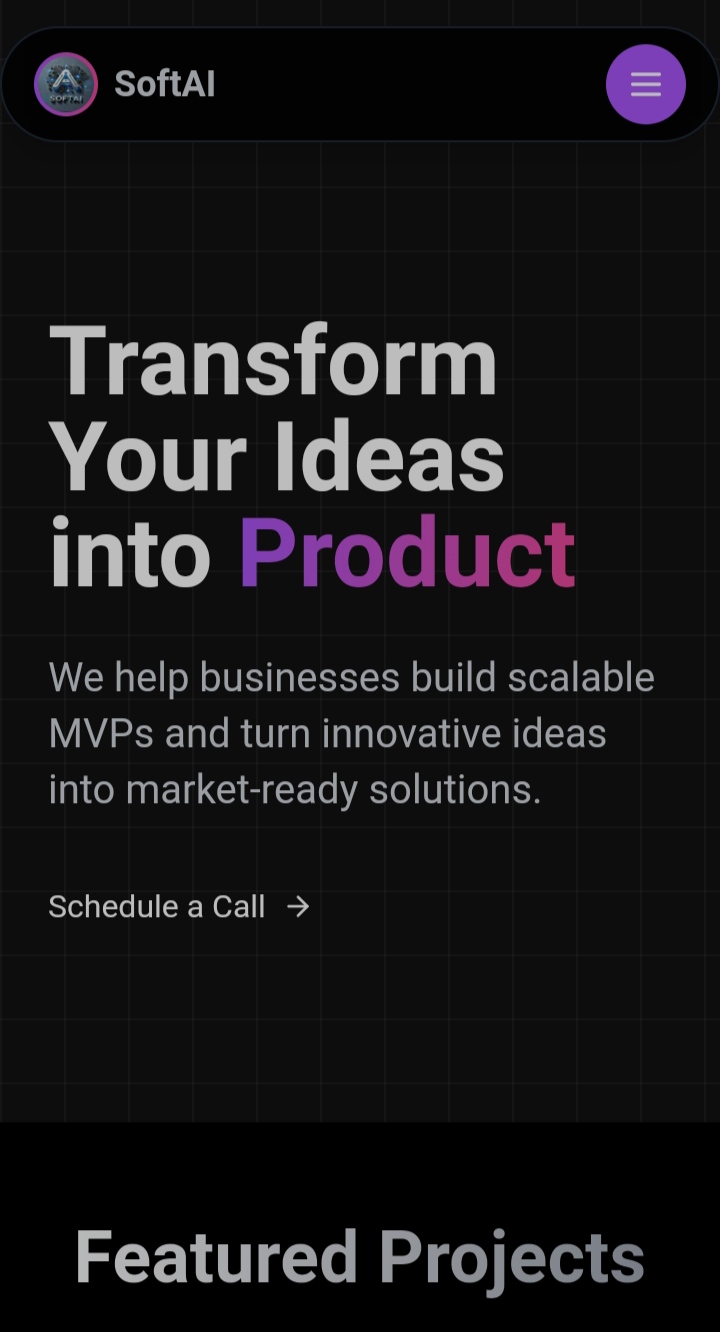 SOFTAI
SoftAI
Transform
Your Ideas
into Product
We help businesses build scalable
MVPs and turn innovative ideas
into market-ready solutions.
Schedule a Call →
Featured Projects